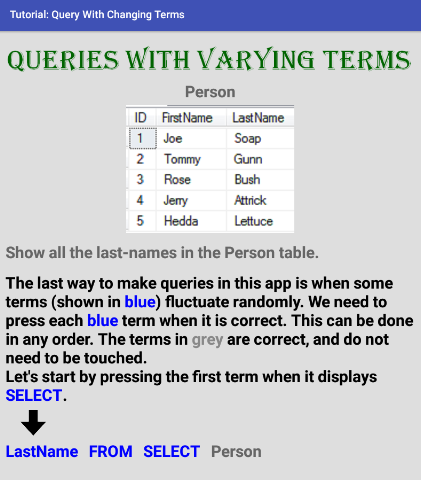 Tutorial: Query With Changing Terms
QUERIES WITH VARYING TERMS
Person
ID FirstName LastName
1 Joe Soap
2 Tommy Gunn
3 Rose Bush
4 Jerry Attrick
5 Hedda Lettuce
Show all the last-names in the Person table.
The last way to make queries in this app is when some
terms (shown in blue) fluctuate randomly. We need to
press each blue term when it is correct. This can be done
in any order. The terms in grey are correct, and do not
need to be touched.
Let's start by pressing the first term when it displays
SELECT.
LastName FROM SELECT Person